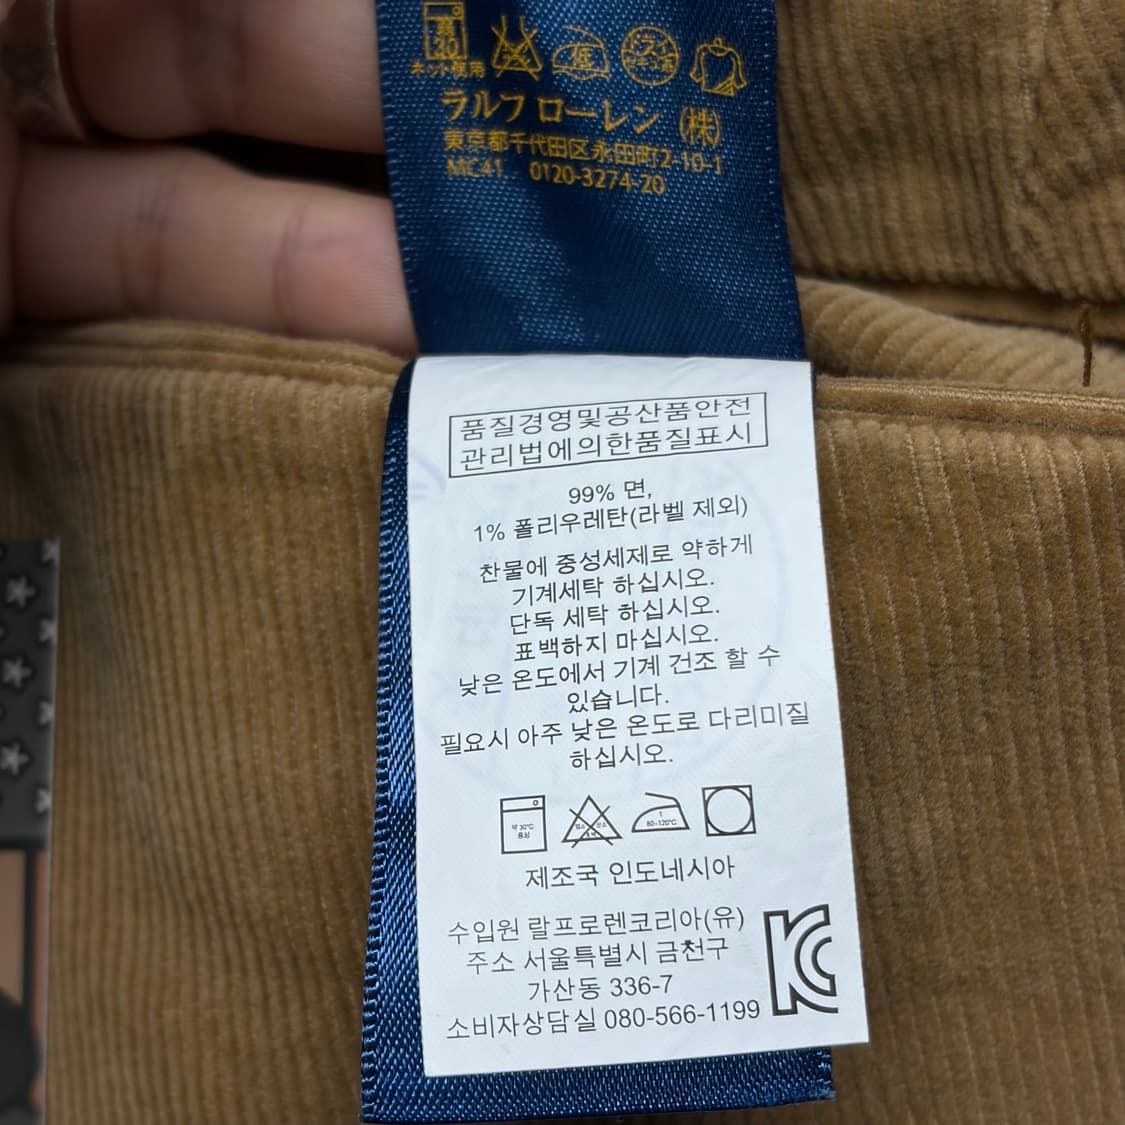 弱
30
ネット使用
低
ドライ
ラルフ ローレン (株)
東京都千代田区永田町2-10-1
MC41 0120-3274-20
품질경영및공산품안전
관리법에의한품질표시
99% 면,
1% 폴리우레탄(라벨 제외)
찬물에 중성세제로 약하게
기계세탁 하십시오.
단독 세탁 하십시오.
표백하지 마십시오.
낮은 온도에서 기계 건조 할 수
있습니다.
필요시 아주 낮은 온도로 다리미질
하십시오.
약 30℃
1
80~120℃
제조국 인도네시아
수입원 랄프로렌코리아(유)
주소 서울특별시 금천구
가산동 336-7
소비자상담실 080-566-1199